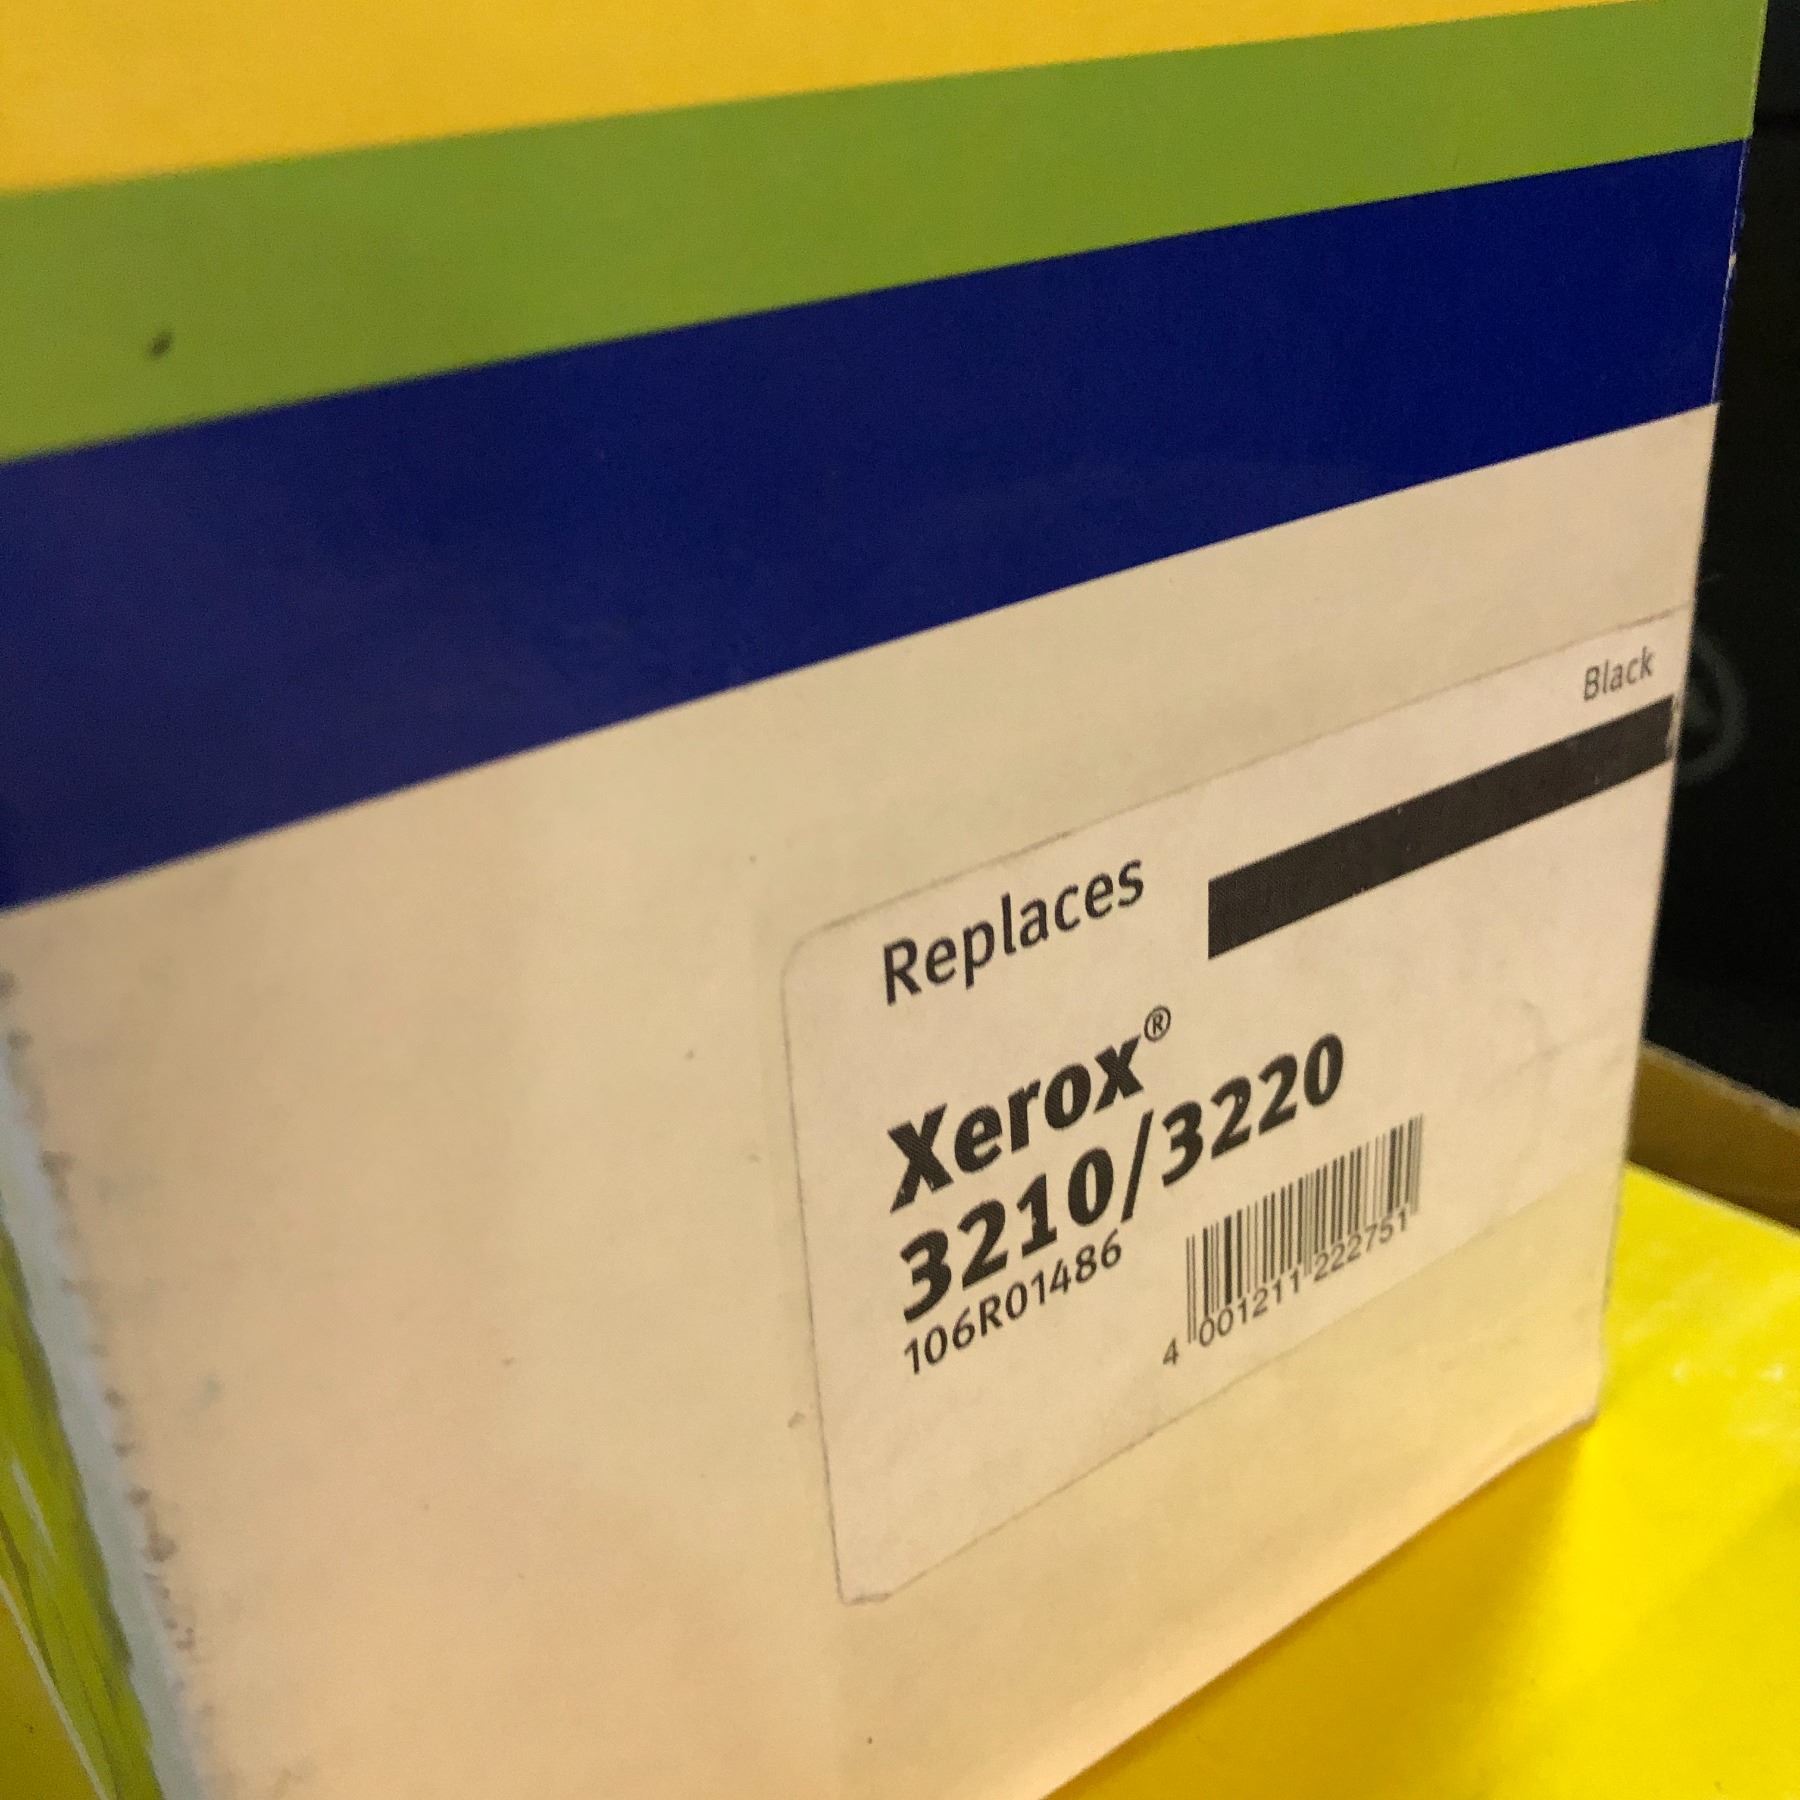 Black
Replaces
Xerox®
3210/3220
106R01486
4 001211 222751